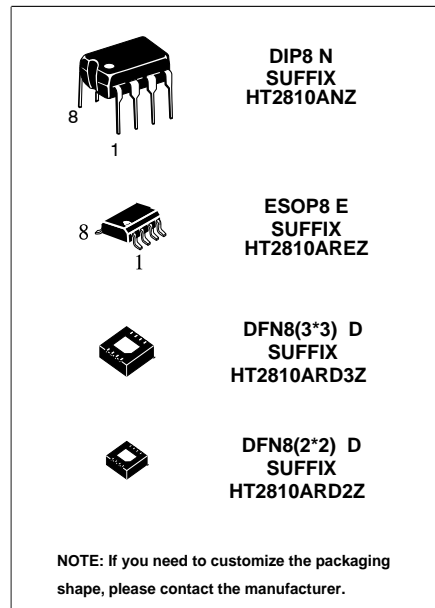 DIP8 N
SUFFIX
HT2810ANZ
8
1
ESOP8 E
SUFFIX
HT2810AREZ
8
1
DFN8(3*3) D
SUFFIX
HT2810ARD3Z
DFN8(2*2) D
SUFFIX
HT2810ARD2Z
NOTE: If you need to customize the packaging
shape, please contact the manufacturer.